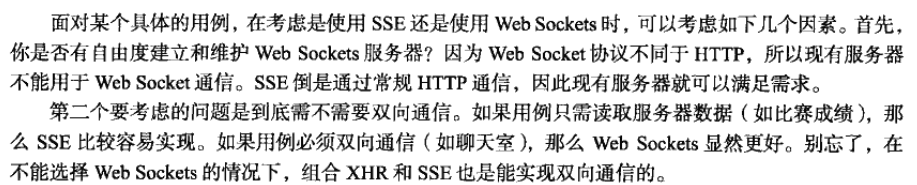 面对某个具体的用例，在考虑是使用 SSE 还是使用 Web Sockets 时，可以考虑如下几个因素。首先，
你是否有自由度建立和维护 Web Sockets 服务器？因为 Web Socket 协议不同于 HTTP，所以现有服务器
不能用于 Web Socket 通信。SSE 倒是通过常规 HTTP 通信，因此现有服务器就可以满足需求。
第二个要考虑的问题是到底需不需要双向通信。如果用例只需读取服务器数据（如比赛成绩），那
么 SSE 比较容易实现。如果用例必须双向通信（如聊天室），那么 Web Sockets 显然更好。别忘了，在
不能选择 Web Sockets 的情况下，组合 XHR 和 SSE 也是能实现双向通信的。